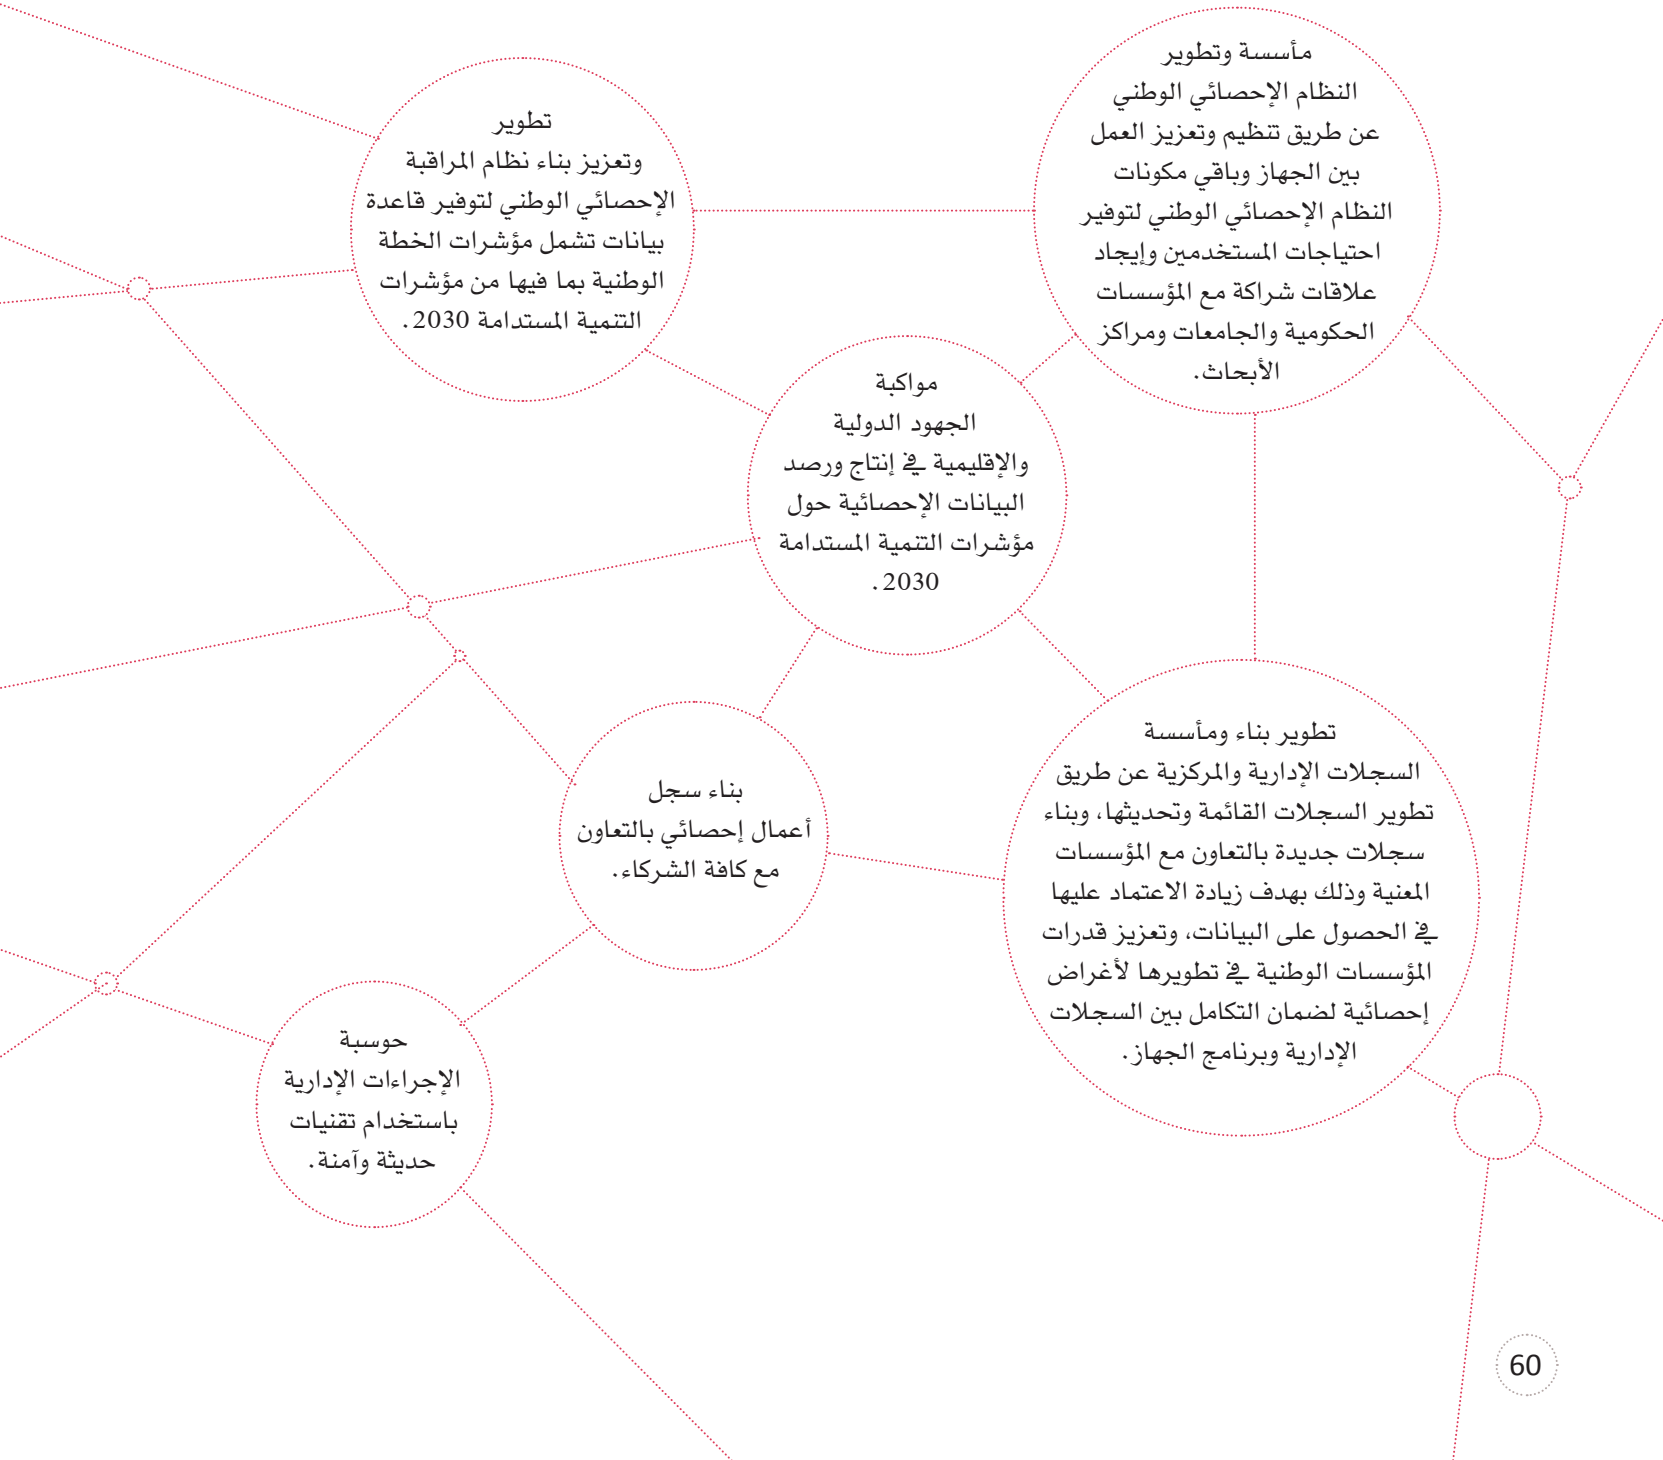 مأسسة وتطوير
النظام الإحصائي الوطني
عن طريق تنظيم وتعزيز العمل
بين الجهاز وباقي مكونات
النظام الإحصائي الوطني لتوفير
احتياجات المستخدمين وإيجاد
علاقات شراكة مع المؤسسات
الحكومية والجامعات ومراكز
الأبحاث.
تطوير
وتعزيز بناء نظام المراقبة
الإحصائي الوطني لتوفير قاعدة
بيانات تشمل مؤشرات الخطة
الوطنية بما فيها من مؤشرات
التنمية المستدامة 2030.
مواكبة
الجهود الدولية
والإقليمية في إنتاج ورصد
البيانات الإحصائية حول
مؤشرات التنمية المستدامة
2030.
تطوير بناء ومأسسة
السجلات الإدارية والمركزية عن طريق
تطوير السجلات القائمة وتحديثها، وبناء
سجلات جديدة بالتعاون مع المؤسسات
المعنية وذلك بهدف زيادة الاعتماد عليها
في الحصول على البيانات، وتعزيز قدرات
المؤسسات الوطنية في تطويرها لأغراض
إحصائية لضمان التكامل بين السجلات
الإدارية وبرنامج الجهاز.
بناء سجل
أعمال إحصائي بالتعاون
مع كافة الشركاء.
حوسبة
الإجراءات الإدارية
باستخدام تقنيات
حديثة وآمنة.
60